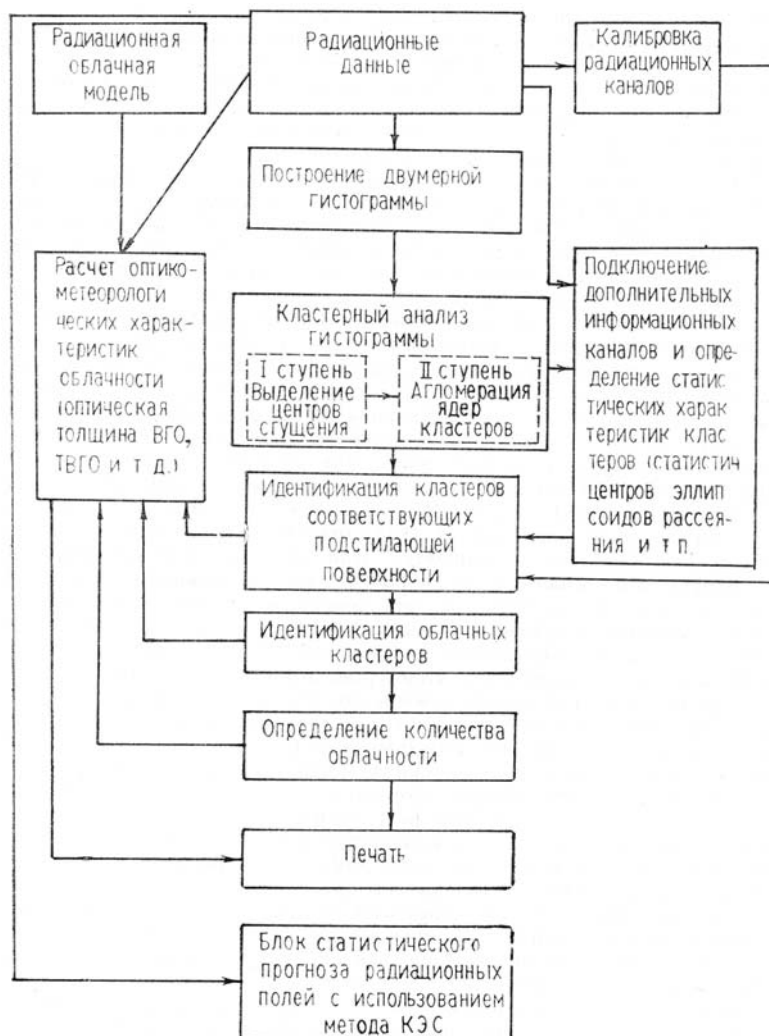 Радиационная
облачная
модель
Радиационные
данные
Калибровка
радиационных
каналов
Построение двумерной
гистограммы
Расчет оптико-
метеорологи
ческих харак-
теристик
облачности
(оптическая
толщина ВГО,
ТВГО и т д.)
Кластерный анализ
гистограммы
I ступень
Выделение
центров
сгущения
II ступень
Агломерация
ядер
кластеров
Подключение
дополнительных
информационных
каналов и опре-
деление статис
тических харак
теристик клас
теров (статистич
центров эллип
соидов рассея-
ния и т п.
Идентификация кластеров
соответствующих
подстилающей
поверхности
Идентификация облачных
кластеров
Определение количества
облачности
Печать
Блок статистического
прогноза радиационных
полей с использованием
метода КЭС